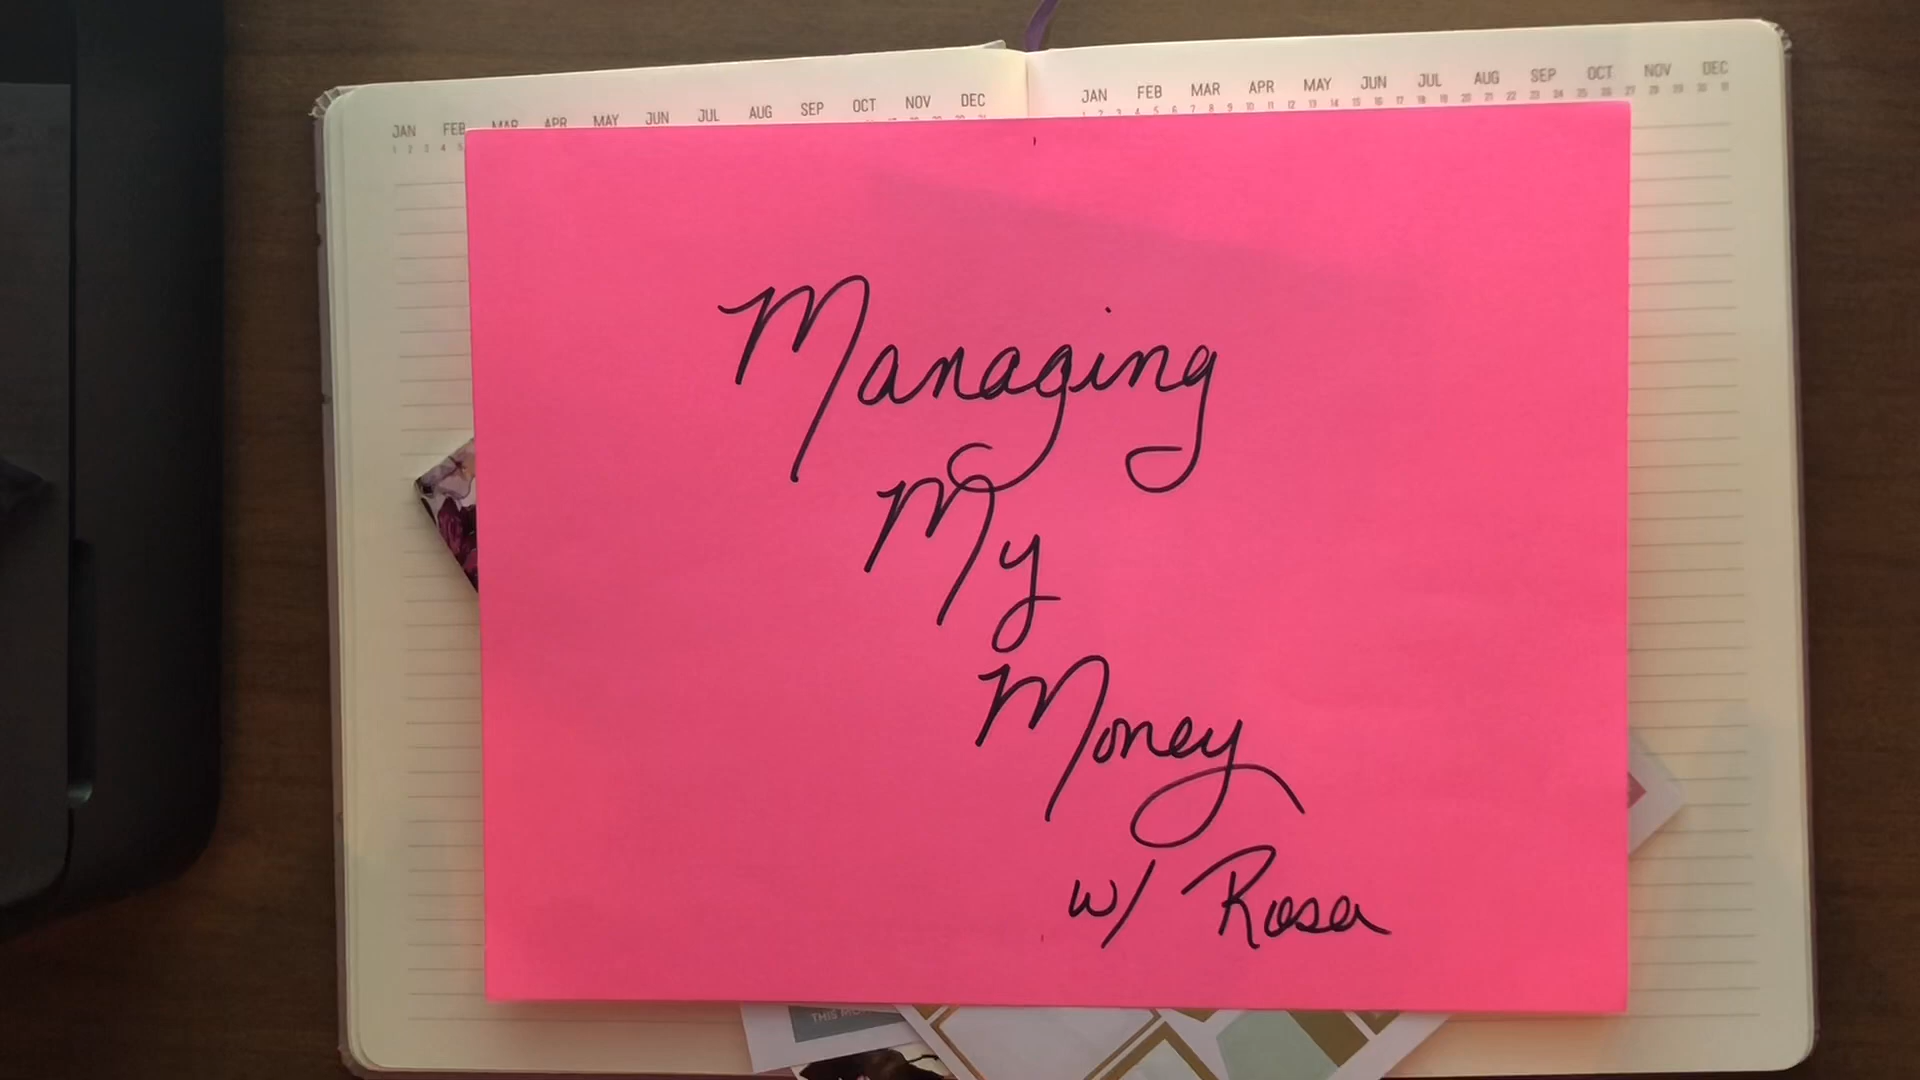 JAN FEB MAR APR MAY JUN JUL AUG SEP OCT NOV DEC
JAN FEB MAR APR MAY JUN JUL AUG SEP OCT NOV DEC
Managing
My
Money
w/ Rosa
THIS